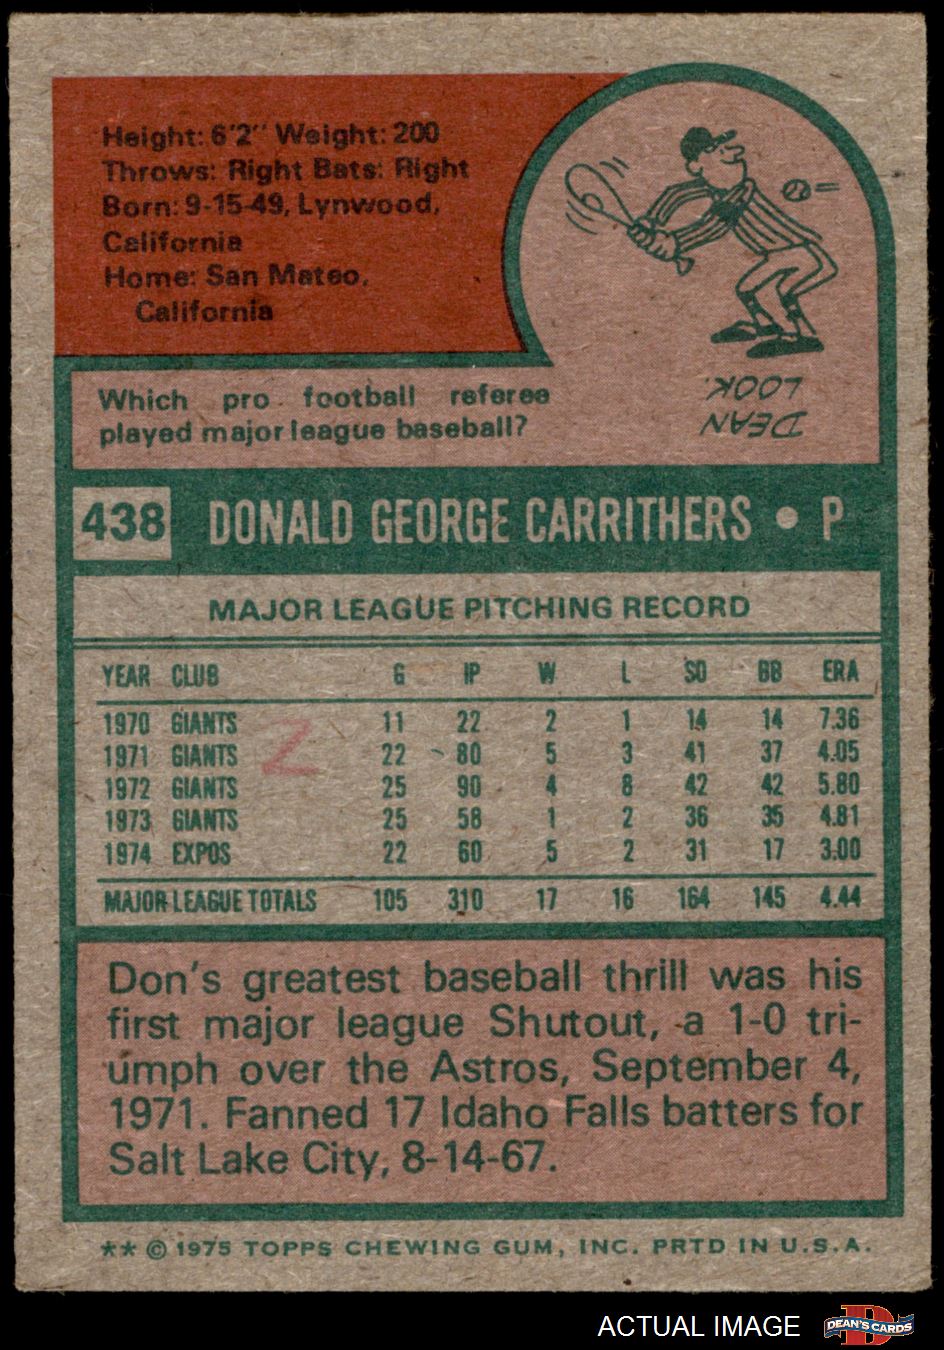 Height: 6'2" Weight: 200
Throws: Right Bats: Right
Born: 9-15-49, Lynwood,
California
Home: San Mateo,
California
Which pro football referee
played major league baseball?
DEAN
LOOK.
438 DONALD GEORGE CARRITHERS • P
MAJOR LEAGUE PITCHING RECORD
YEAR CLUB G IP W L SO BB ERA
1970 GIANTS 11 22 2 1 14 14 7.36
1971 GIANTS 22 80 5 3 41 37 4.05
1972 GIANTS 25 90 4 8 42 42 5.80
1973 GIANTS 25 58 1 2 36 35 4.81
1974 EXPOS 22 60 5 2 31 17 3.00
MAJOR LEAGUE TOTALS 105 310 17 16 164 145 4.44
Don's greatest baseball thrill was his
first major league Shutout, a 1-0 tri-
umph over the Astros, September 4,
1971. Fanned 17 Idaho Falls batters for
Salt Lake City, 8-14-67.
** © 1975 TOPPS CHEWING GUM, INC. PRTD IN U.S.A.
ACTUAL IMAGE DEAN'S CARDS